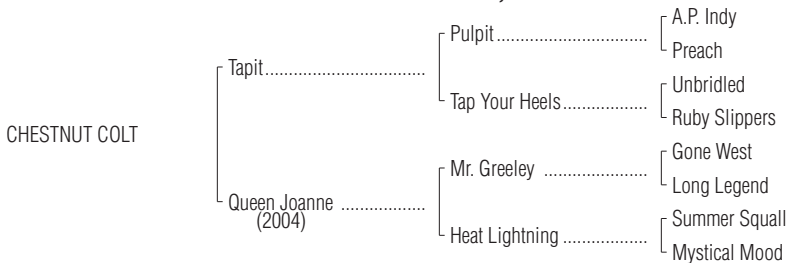 A.P. Indy
Pulpit................................
Preach
Tapit..................................
Unbridled
Tap Your Heels..................
Ruby Slippers
CHESTNUT COLT
Gone West
Mr. Greeley ......................
Long Legend
Queen Joanne ..................
(2004)
Summer Squall
Heat Lightning ..................
Mystical Mood